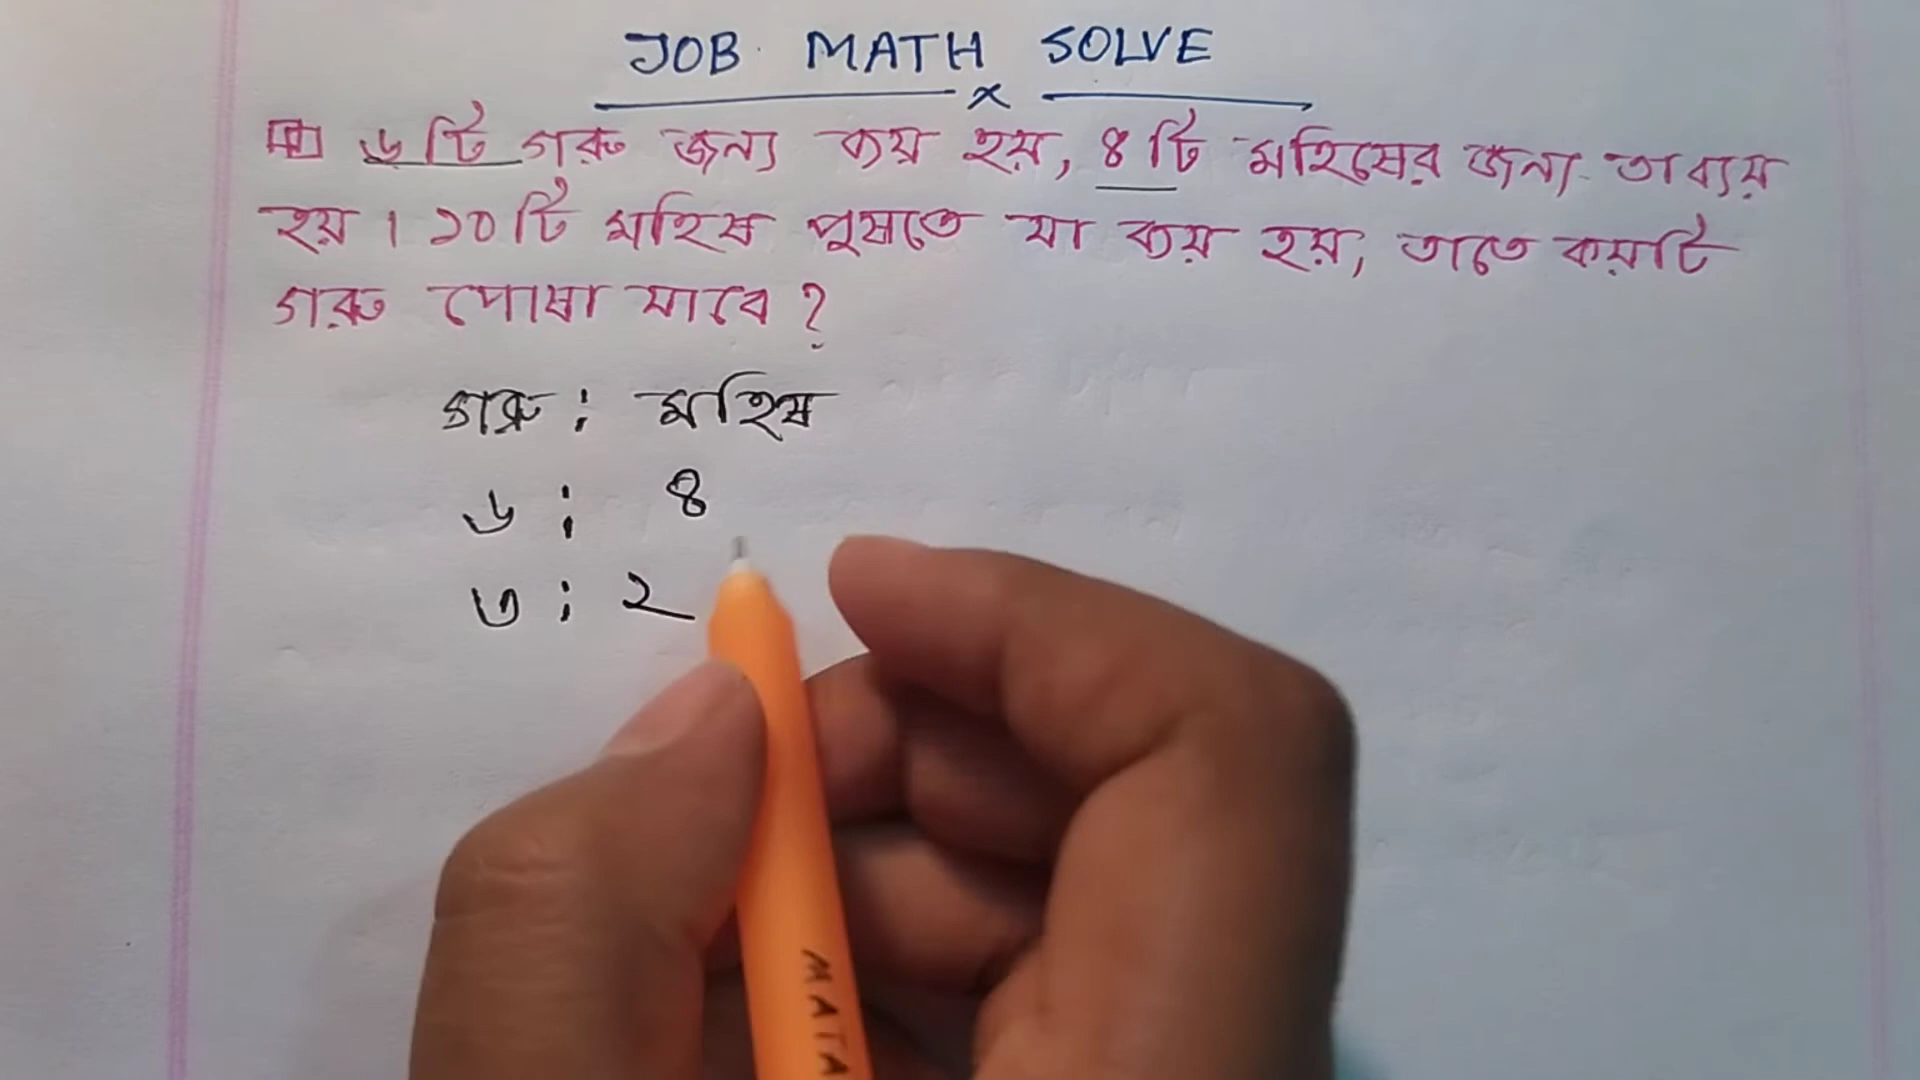 JOB MATH SOLVE
x
৬টি গরু জন্য ব্যয় হয়, ৪টি মহিষের জন্য তা ব্যয়
হয়। ১০টি মহিষ পুষতে যা ব্যয় হয়, তাতে কয়টি
গরু পোষা যাবে?
গরু : মহিষ
৬ : ৪
৩ : ২
MATA